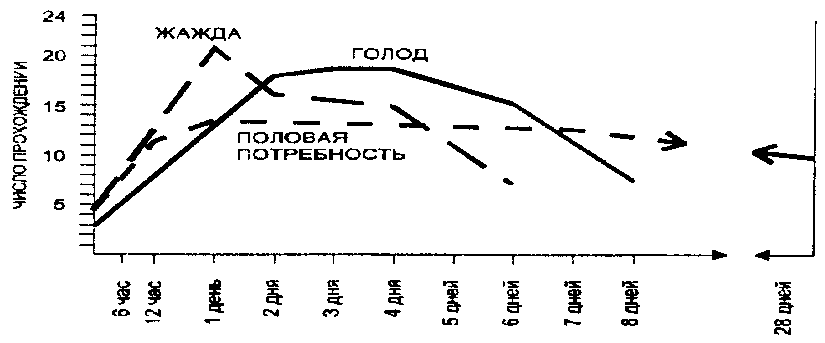 24
20
15
10
5
ЧИСЛО ПРОХОЖДЕНИИ
ЖАЖДА
ГОЛОД
ПОЛОВАЯ
ПОТРЕБНОСТЬ
6 час
12 час
1 день
2 дня
3 дня
4 дня
5 дней
6 дней
7 дней
8 дней
28 дней